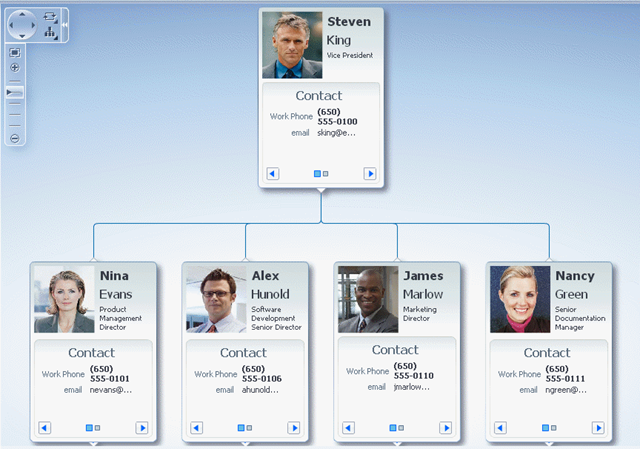 Steven
King
Vice President
Contact
Work Phone (650)
555-0100
email sking@e...
Nina
Evans
Product
Management
Director
Contact
Work Phone (650)
555-0101
email nevans@...
Alex
Hunold
Software
Development
Senior Director
Contact
Work Phone (650)
555-0106
email ahunold...
James
Marlow
Marketing
Director
Contact
Work Phone (650)
555-0110
email jmarlow...
Nancy
Green
Senior
Documentation
Manager
Contact
Work Phone (650)
555-0111
email ngreen@...